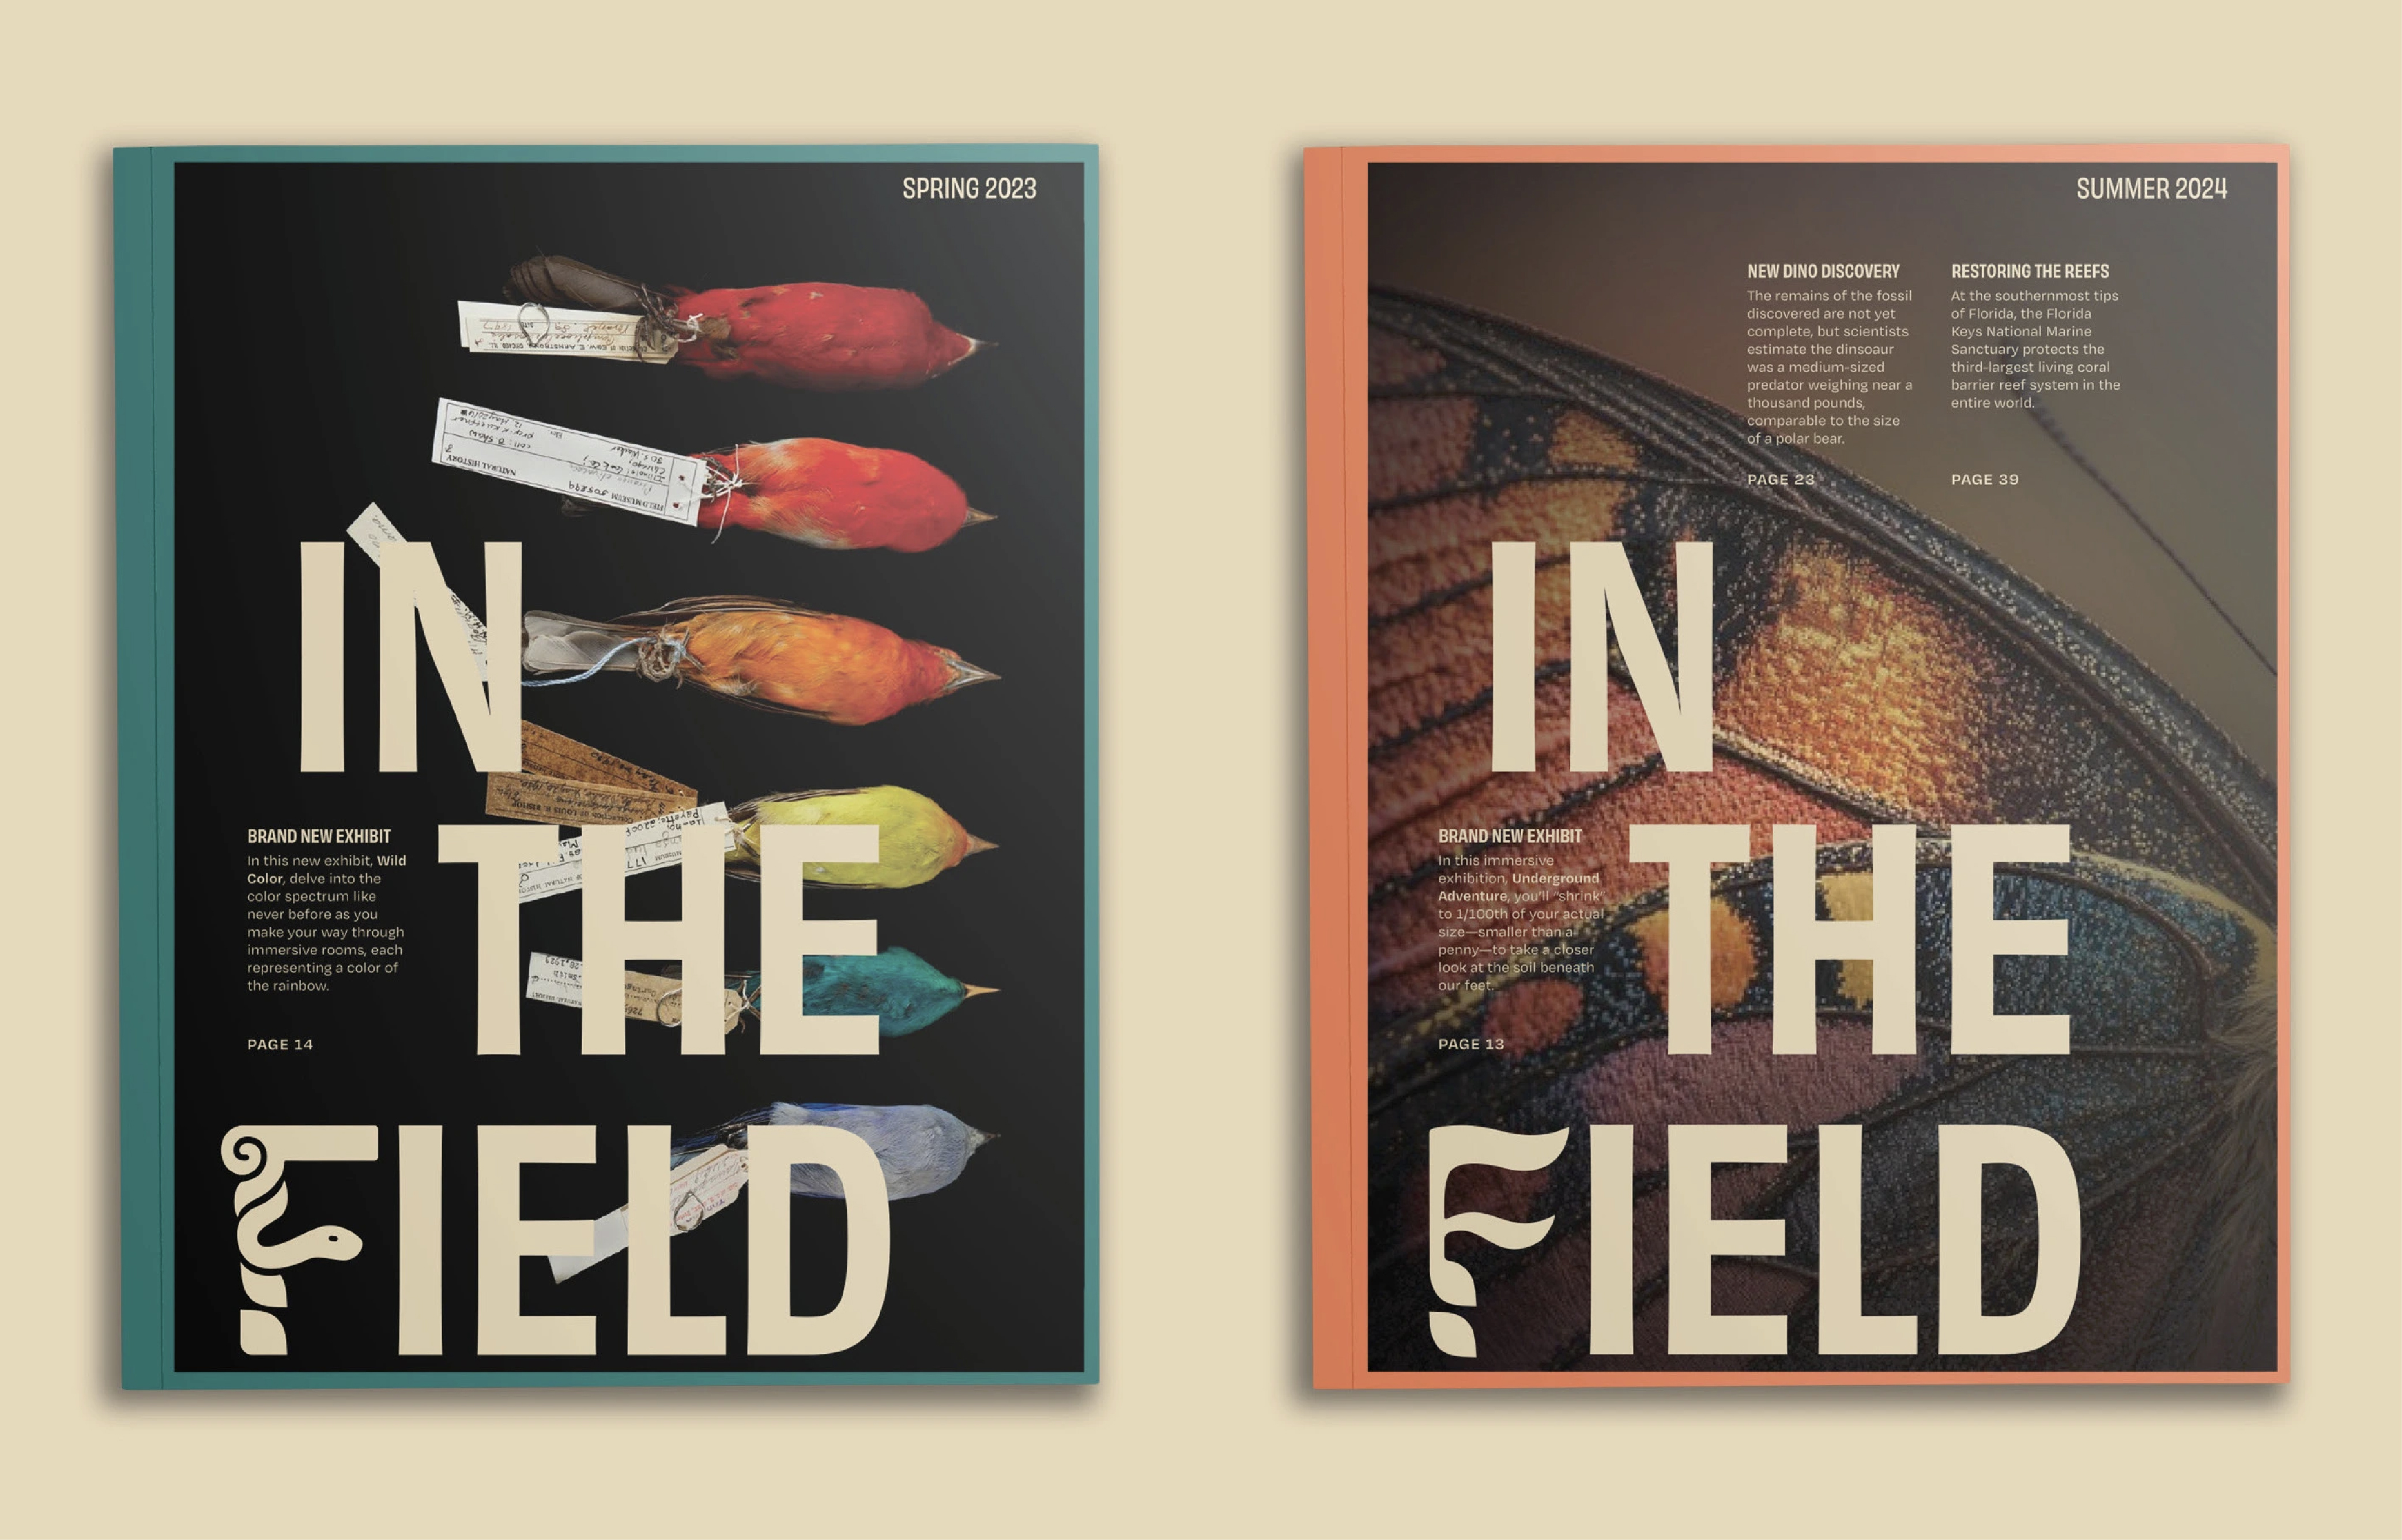 SPRING 2023
IN
THE
FIELD
BRAND NEW EXHIBIT
In this new exhibit, Wild
Color, delve into the
color spectrum like
never before as you
make your way through
immersive rooms, each
representing a color of
the rainbow.
PAGE 14
FIELD MUSEUM
NATURAL HISTORY
SUMMER 2024
NEW DINO DISCOVERY
The remains of the fossil
discovered are not yet
complete, but scientists
estimate the dinsoaur
was a medium-sized
predator weighing near a
thousand pounds,
comparable to the size
of a polar bear.
PAGE 23
RESTORING THE REEFS
At the southernmost tips
of Florida, the Florida
Keys National Marine
Sanctuary protects the
third-largest living coral
barrier reef system in the
entire world.
PAGE 39
IN
THE
FIELD
BRAND NEW EXHIBIT
In this immersive
exhibition, Underground
Adventure, you'll "shrink"
to 1/100th of your actual
size—smaller than a
penny—to take a closer
look at the soil beneath
our feet.
PAGE 13